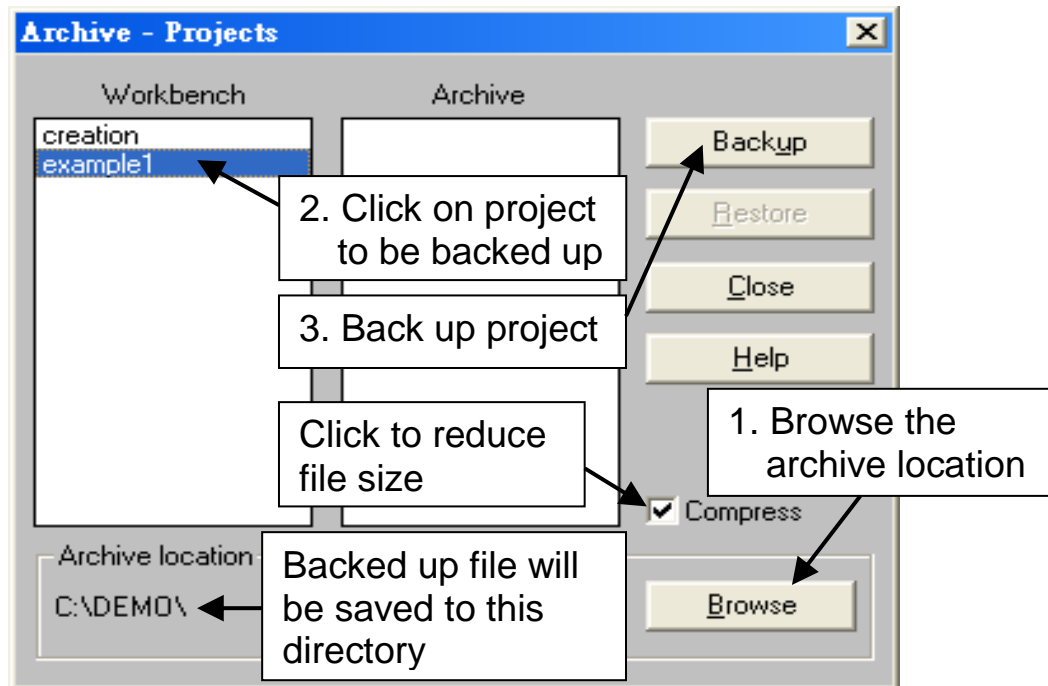 Archive - Projects
Workbench
Archive
creation
example1
Backup
2. Click on project
to be backed up
Restore
Close
3. Back up project
Help
1. Browse the
archive location
Click to reduce
file size
Compress
Archive location
Backed up file will
be saved to this
directory
C:\DEMO\
Browse